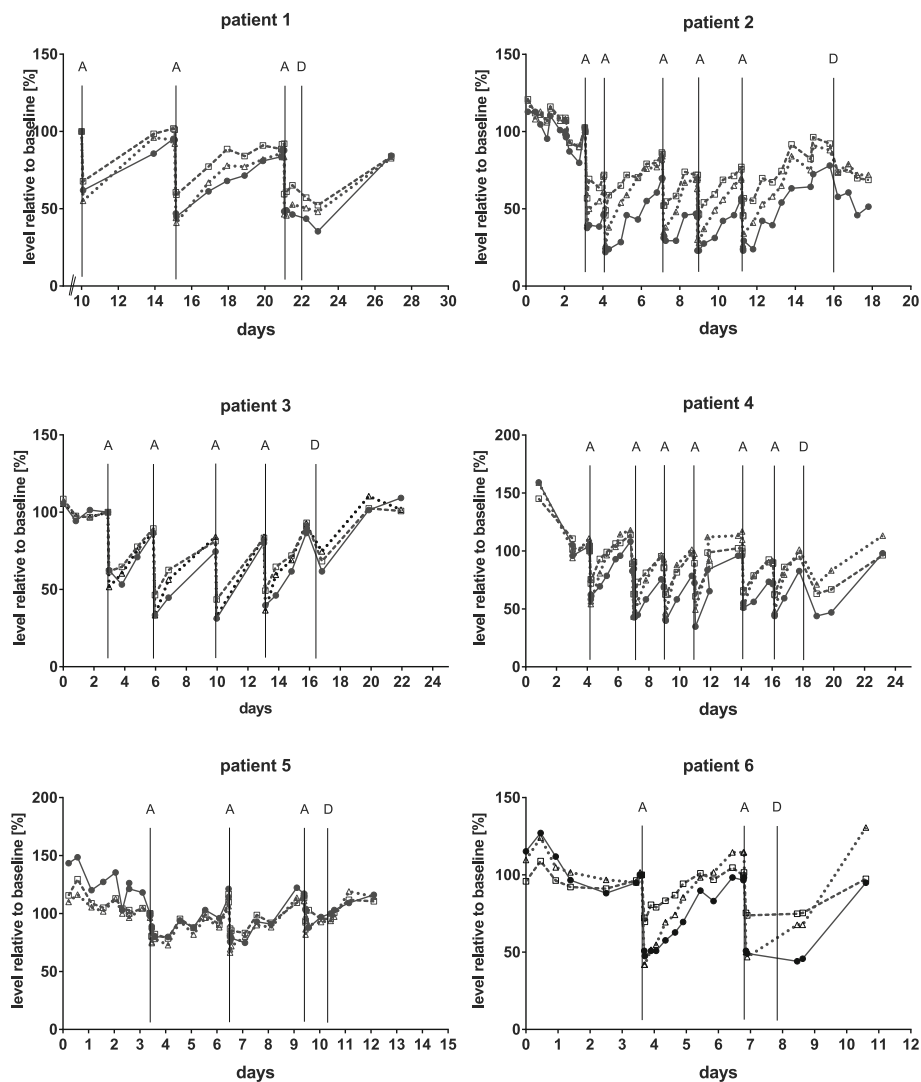 patient 1
150
A
A
A
D
100
50
0
level relative to baseline [%]
10
12
14
16
18
20
22
24
26
28
30
days
patient 2
150
A
A
A
A
A
D
100
50
0
level relative to baseline [%]
0
2
4
6
8
10
12
14
16
18
20
days
patient 3
150
A
A
A
A
D
100
50
0
level relative to baseline [%]
0
2
4
6
8
10
12
14
16
18
20
22
24
days
patient 4
200
A
A
A
A
A
A
D
150
100
50
0
level relative to baseline [%]
0
2
4
6
8
10
12
14
16
18
20
22
24
days
patient 5
200
A
A
A
D
150
100
50
0
level relative to baseline [%]
0
1
2
3
4
5
6
7
8
9
10
11
12
13
14
15
days
patient 6
150
A
A
D
100
50
0
level relative to baseline [%]
0
1
2
3
4
5
6
7
8
9
10
11
12
days